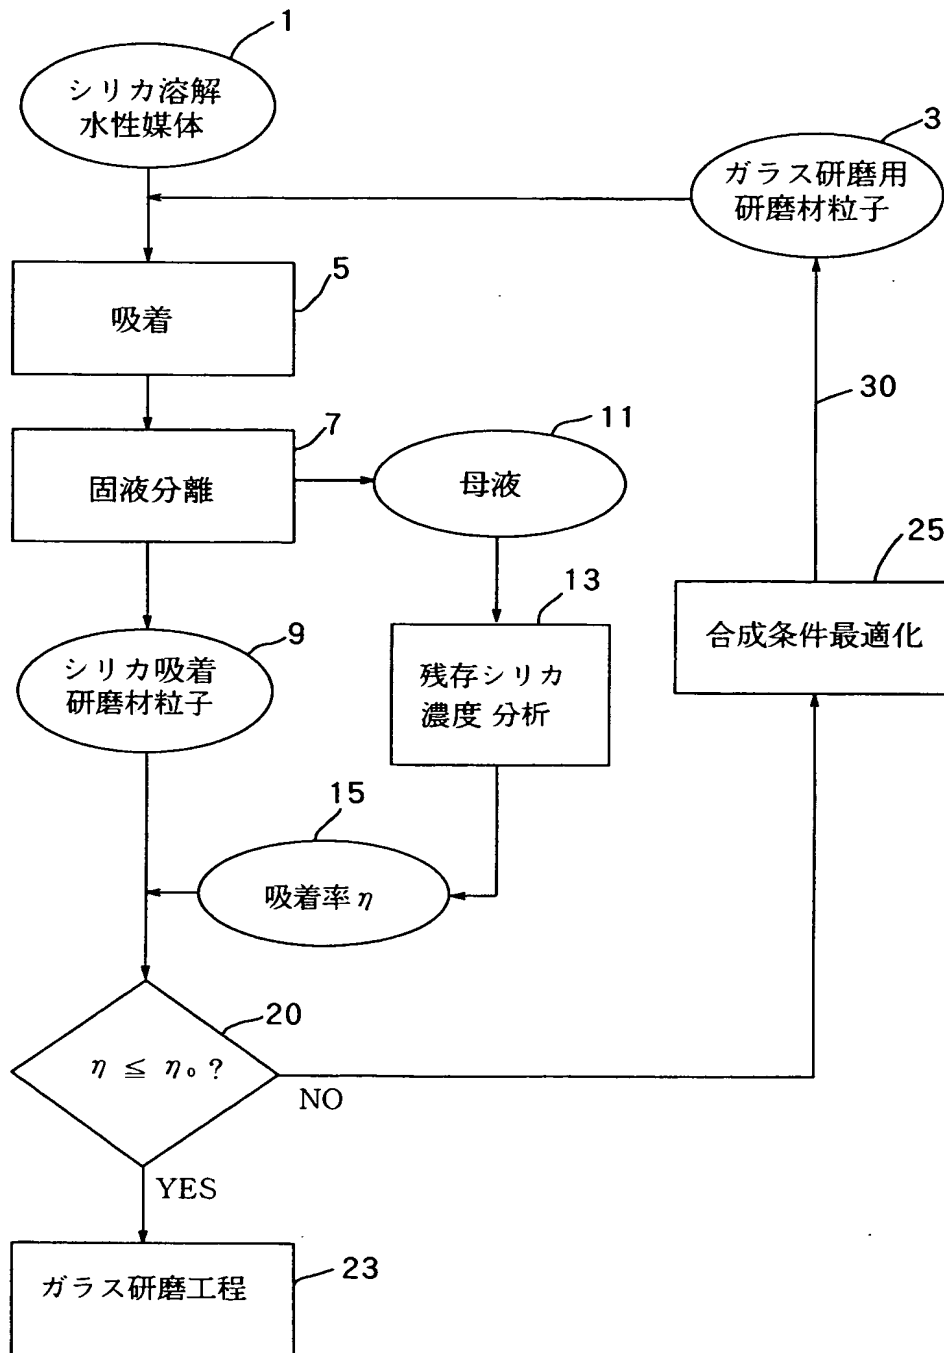 1
シリカ溶解
水性媒体
3
ガラス研磨用
研磨材粒子
5
吸着
30
7
固液分離
11
母液
25
合成条件最適化
13
残存シリカ
濃度 分析
9
シリカ吸着
研磨材粒子
15
吸着率 η
20
η ≦ η₀ ?
NO
YES
23
ガラス研磨工程